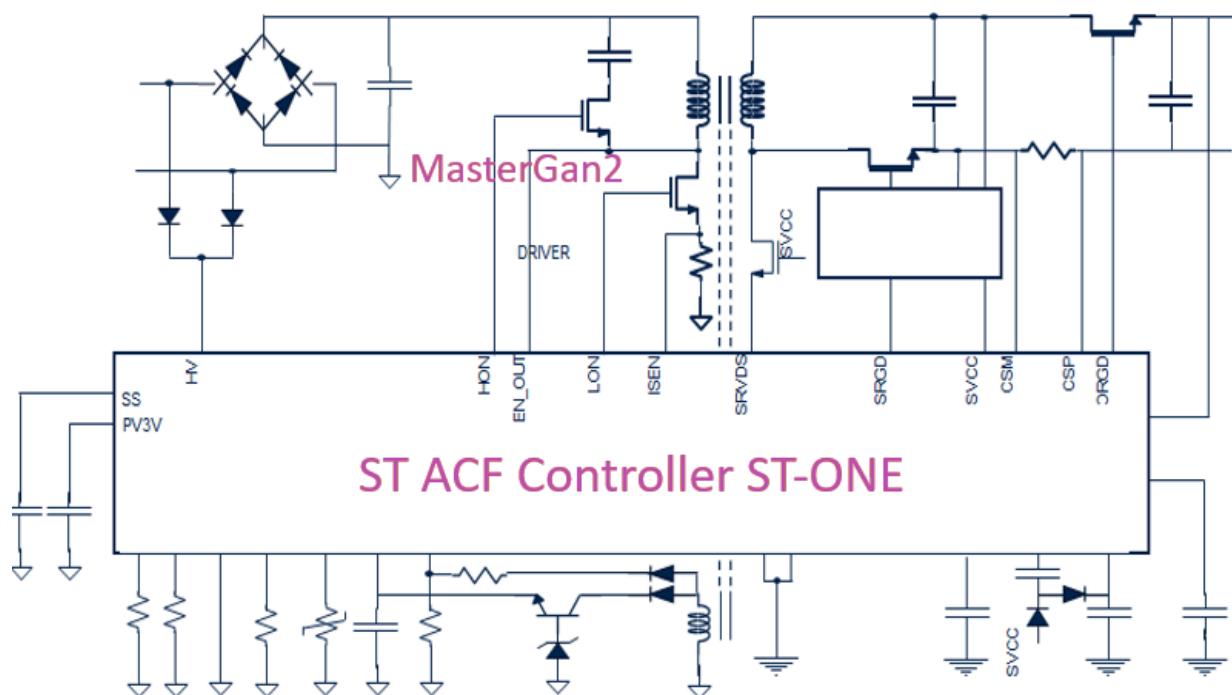 MasterGan2
DRIVER
SVCC
HV
HON
EN_OUT
LON
ISEN
SRVDS
SRGD
SVCC
CSM
CSP
SS
PV3V
ST ACF Controller ST-ONE
SVCC